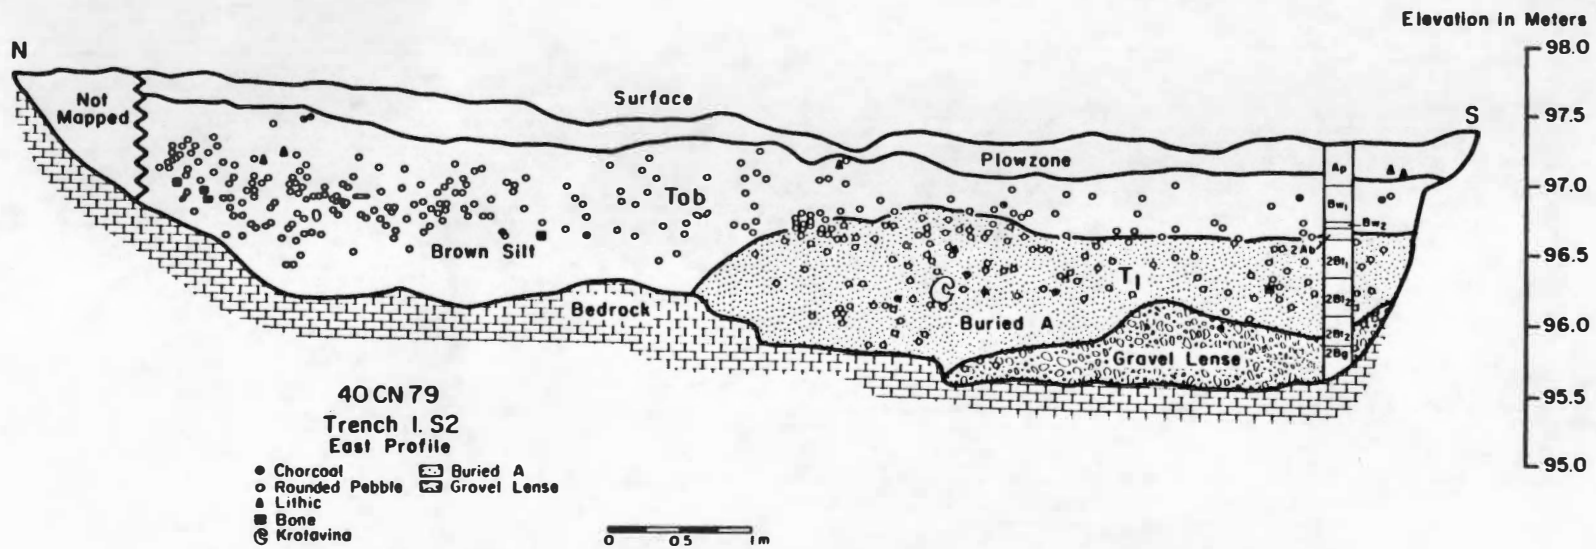 Elevation in Meters
N
98.0
Not
Mapped
Surface
97.5
S
Plowzone
Ap
97.0
Tob
Bw1
Bw2
Brown Silt
2Ab
2Bt1
96.5
T1
2Bt2
Bedrock
Buried A
96.0
2Bt2
Gravel Lense
2Bg
95.5
40CN79
Trench 1. S2
East Profile
Charcoal
Buried A
Rounded Pebble
Gravel Lense
Lithic
Bone
Krotavina
95.0
0 0.5 1m